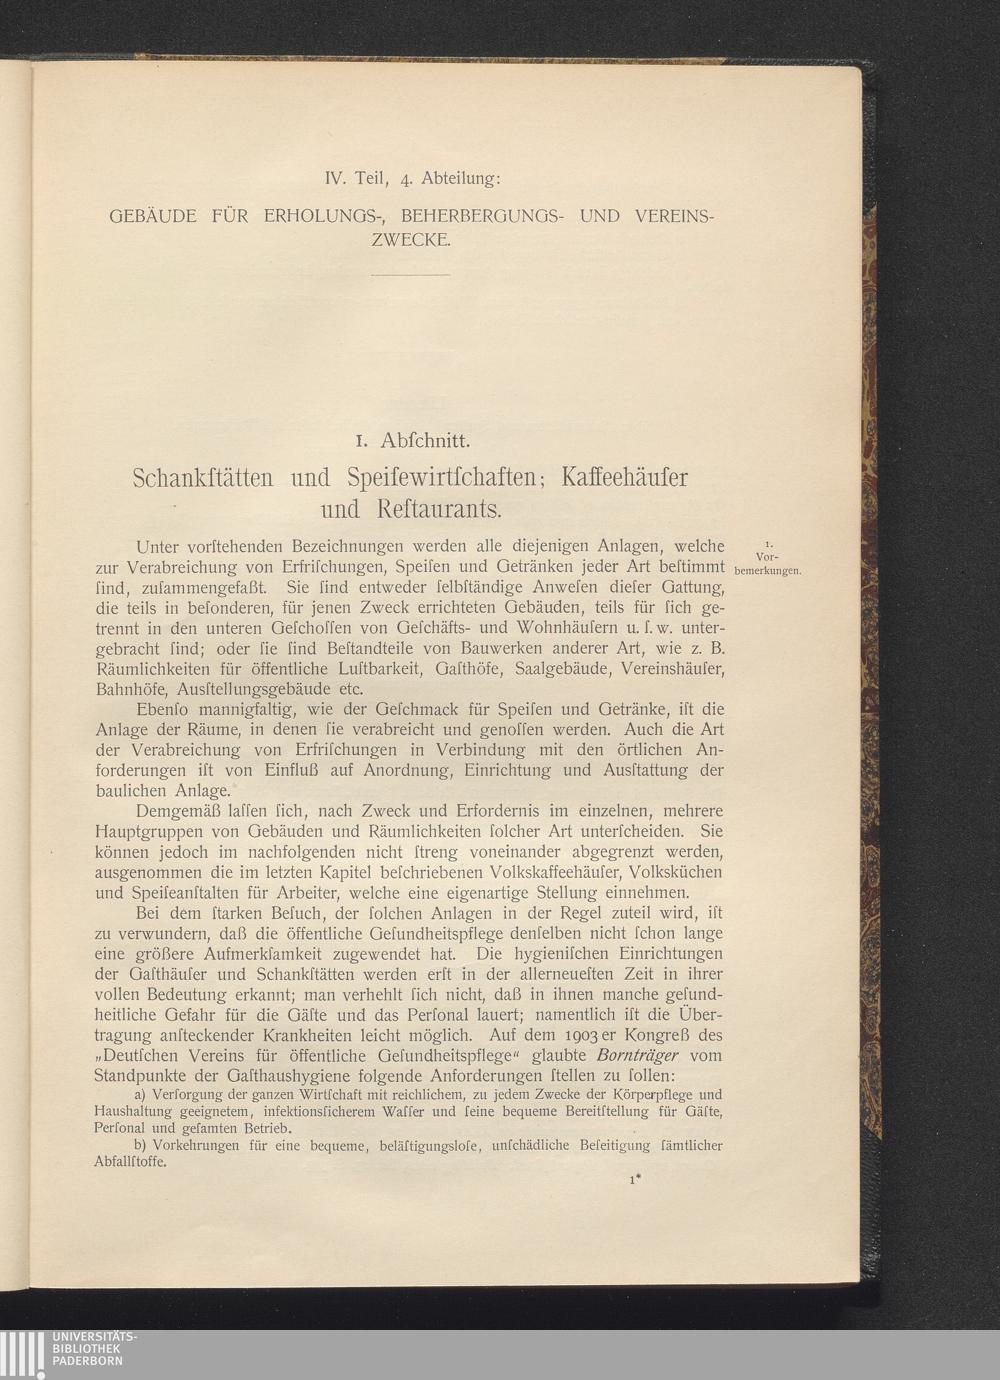 IV. Teil, 4. Abteilung:
GEBÄUDE FÜR ERHOLUNGS-, BEHERBERGUNGS- UND VEREINS-
ZWECKE.
1. Abſchnitt.
Schankſtätten und Speiſewirtſchaften; Kaffeehäuſer
und Reſtaurants.
Unter vorſtehenden Bezeichnungen werden alle diejenigen Anlagen, welche
zur Verabreichung von Erfriſchungen, Speiſen und Getränken jeder Art beſtimmt
ſind, zuſammengefaßt. Sie ſind entweder ſelbſtändige Anweſen dieſer Gattung,
die teils in beſonderen, für jenen Zweck errichteten Gebäuden, teils für ſich ge-
trennt in den unteren Geſchoſſen von Geſchäfts- und Wohnhäuſern u. ſ. w. unter-
gebracht ſind; oder ſie ſind Beſtandteile von Bauwerken anderer Art, wie z. B.
Räumlichkeiten für öffentliche Luſtbarkeit, Gaſthöfe, Saalgebäude, Vereinshäuſer,
Bahnhöfe, Ausſtellungsgebäude etc.
1.
Vor-
bemerkungen.
Ebenſo mannigfaltig, wie der Geſchmack für Speiſen und Getränke, iſt die
Anlage der Räume, in denen ſie verabreicht und genoſſen werden. Auch die Art
der Verabreichung von Erfriſchungen in Verbindung mit den örtlichen An-
forderungen iſt von Einfluß auf Anordnung, Einrichtung und Ausſtattung der
baulichen Anlage.
Demgemäß laſſen ſich, nach Zweck und Erfordernis im einzelnen, mehrere
Hauptgruppen von Gebäuden und Räumlichkeiten ſolcher Art unterſcheiden. Sie
können jedoch im nachfolgenden nicht ſtreng voneinander abgegrenzt werden,
ausgenommen die im letzten Kapitel beſchriebenen Volkskaffeehäuſer, Volksküchen
und Speiſeanſtalten für Arbeiter, welche eine eigenartige Stellung einnehmen.
Bei dem ſtarken Beſuch, der ſolchen Anlagen in der Regel zuteil wird, iſt
zu verwundern, daß die öffentliche Geſundheitspflege denſelben nicht ſchon lange
eine größere Aufmerkſamkeit zugewendet hat. Die hygieniſchen Einrichtungen
der Gaſthäuſer und Schankſtätten werden erſt in der allerneueſten Zeit in ihrer
vollen Bedeutung erkannt; man verhehlt ſich nicht, daß in ihnen manche geſund-
heitliche Gefahr für die Gäſte und das Perſonal lauert; namentlich iſt die Über-
tragung anſteckender Krankheiten leicht möglich. Auf dem 1903er Kongreß des
„Deutſchen Vereins für öffentliche Geſundheitspflege“ glaubte Bornträger vom
Standpunkte der Gaſthaushygiene folgende Anforderungen ſtellen zu ſollen:
a) Verſorgung der ganzen Wirtſchaft mit reichlichem, zu jedem Zwecke der Körperpflege und
Haushaltung geeignetem, infektionsſicherem Waſſer und ſeine bequeme Bereitſtellung für Gäſte,
Perſonal und geſamten Betrieb.
b) Vorkehrungen für eine bequeme, beläſtigungsloſe, unſchädliche Beſeitigung ſämtlicher
Abfallſtoffe.
1*
UNIVERSITÄTS-
BIBLIOTHEK
PADERBORN